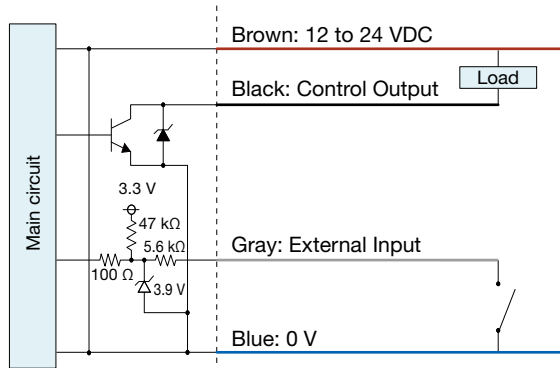 Brown: 12 to 24 VDC
Load
Black: Control Output
Main circuit
3.3 V
47 kΩ
5.6 kΩ
Gray: External Input
100 Ω
3.9 V
Blue: 0 V